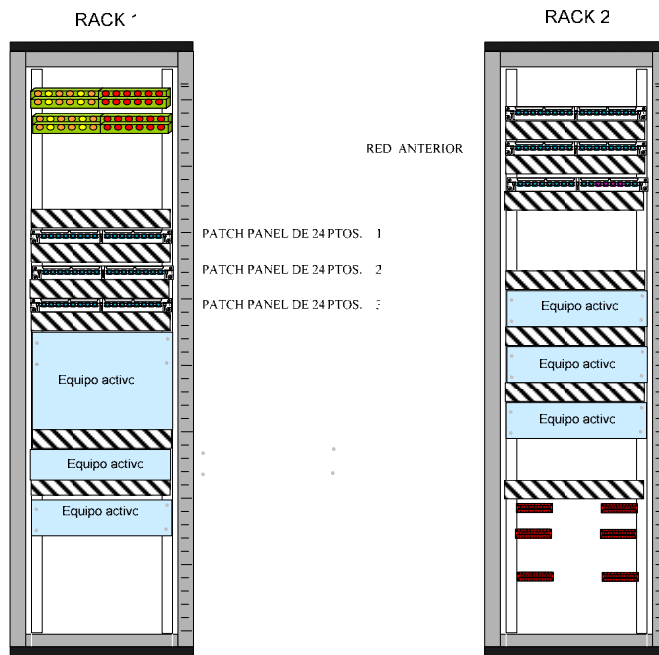 RACK 1
RACK 2
RED ANTERIOR
PATCH PANEL DE 24 PTOS. 1
PATCH PANEL DE 24 PTOS. 2
PATCH PANEL DE 24 PTOS. 3
Equipo activo
Equipo activo
Equipo activo
Equipo activo
Equipo activo
Equipo activo